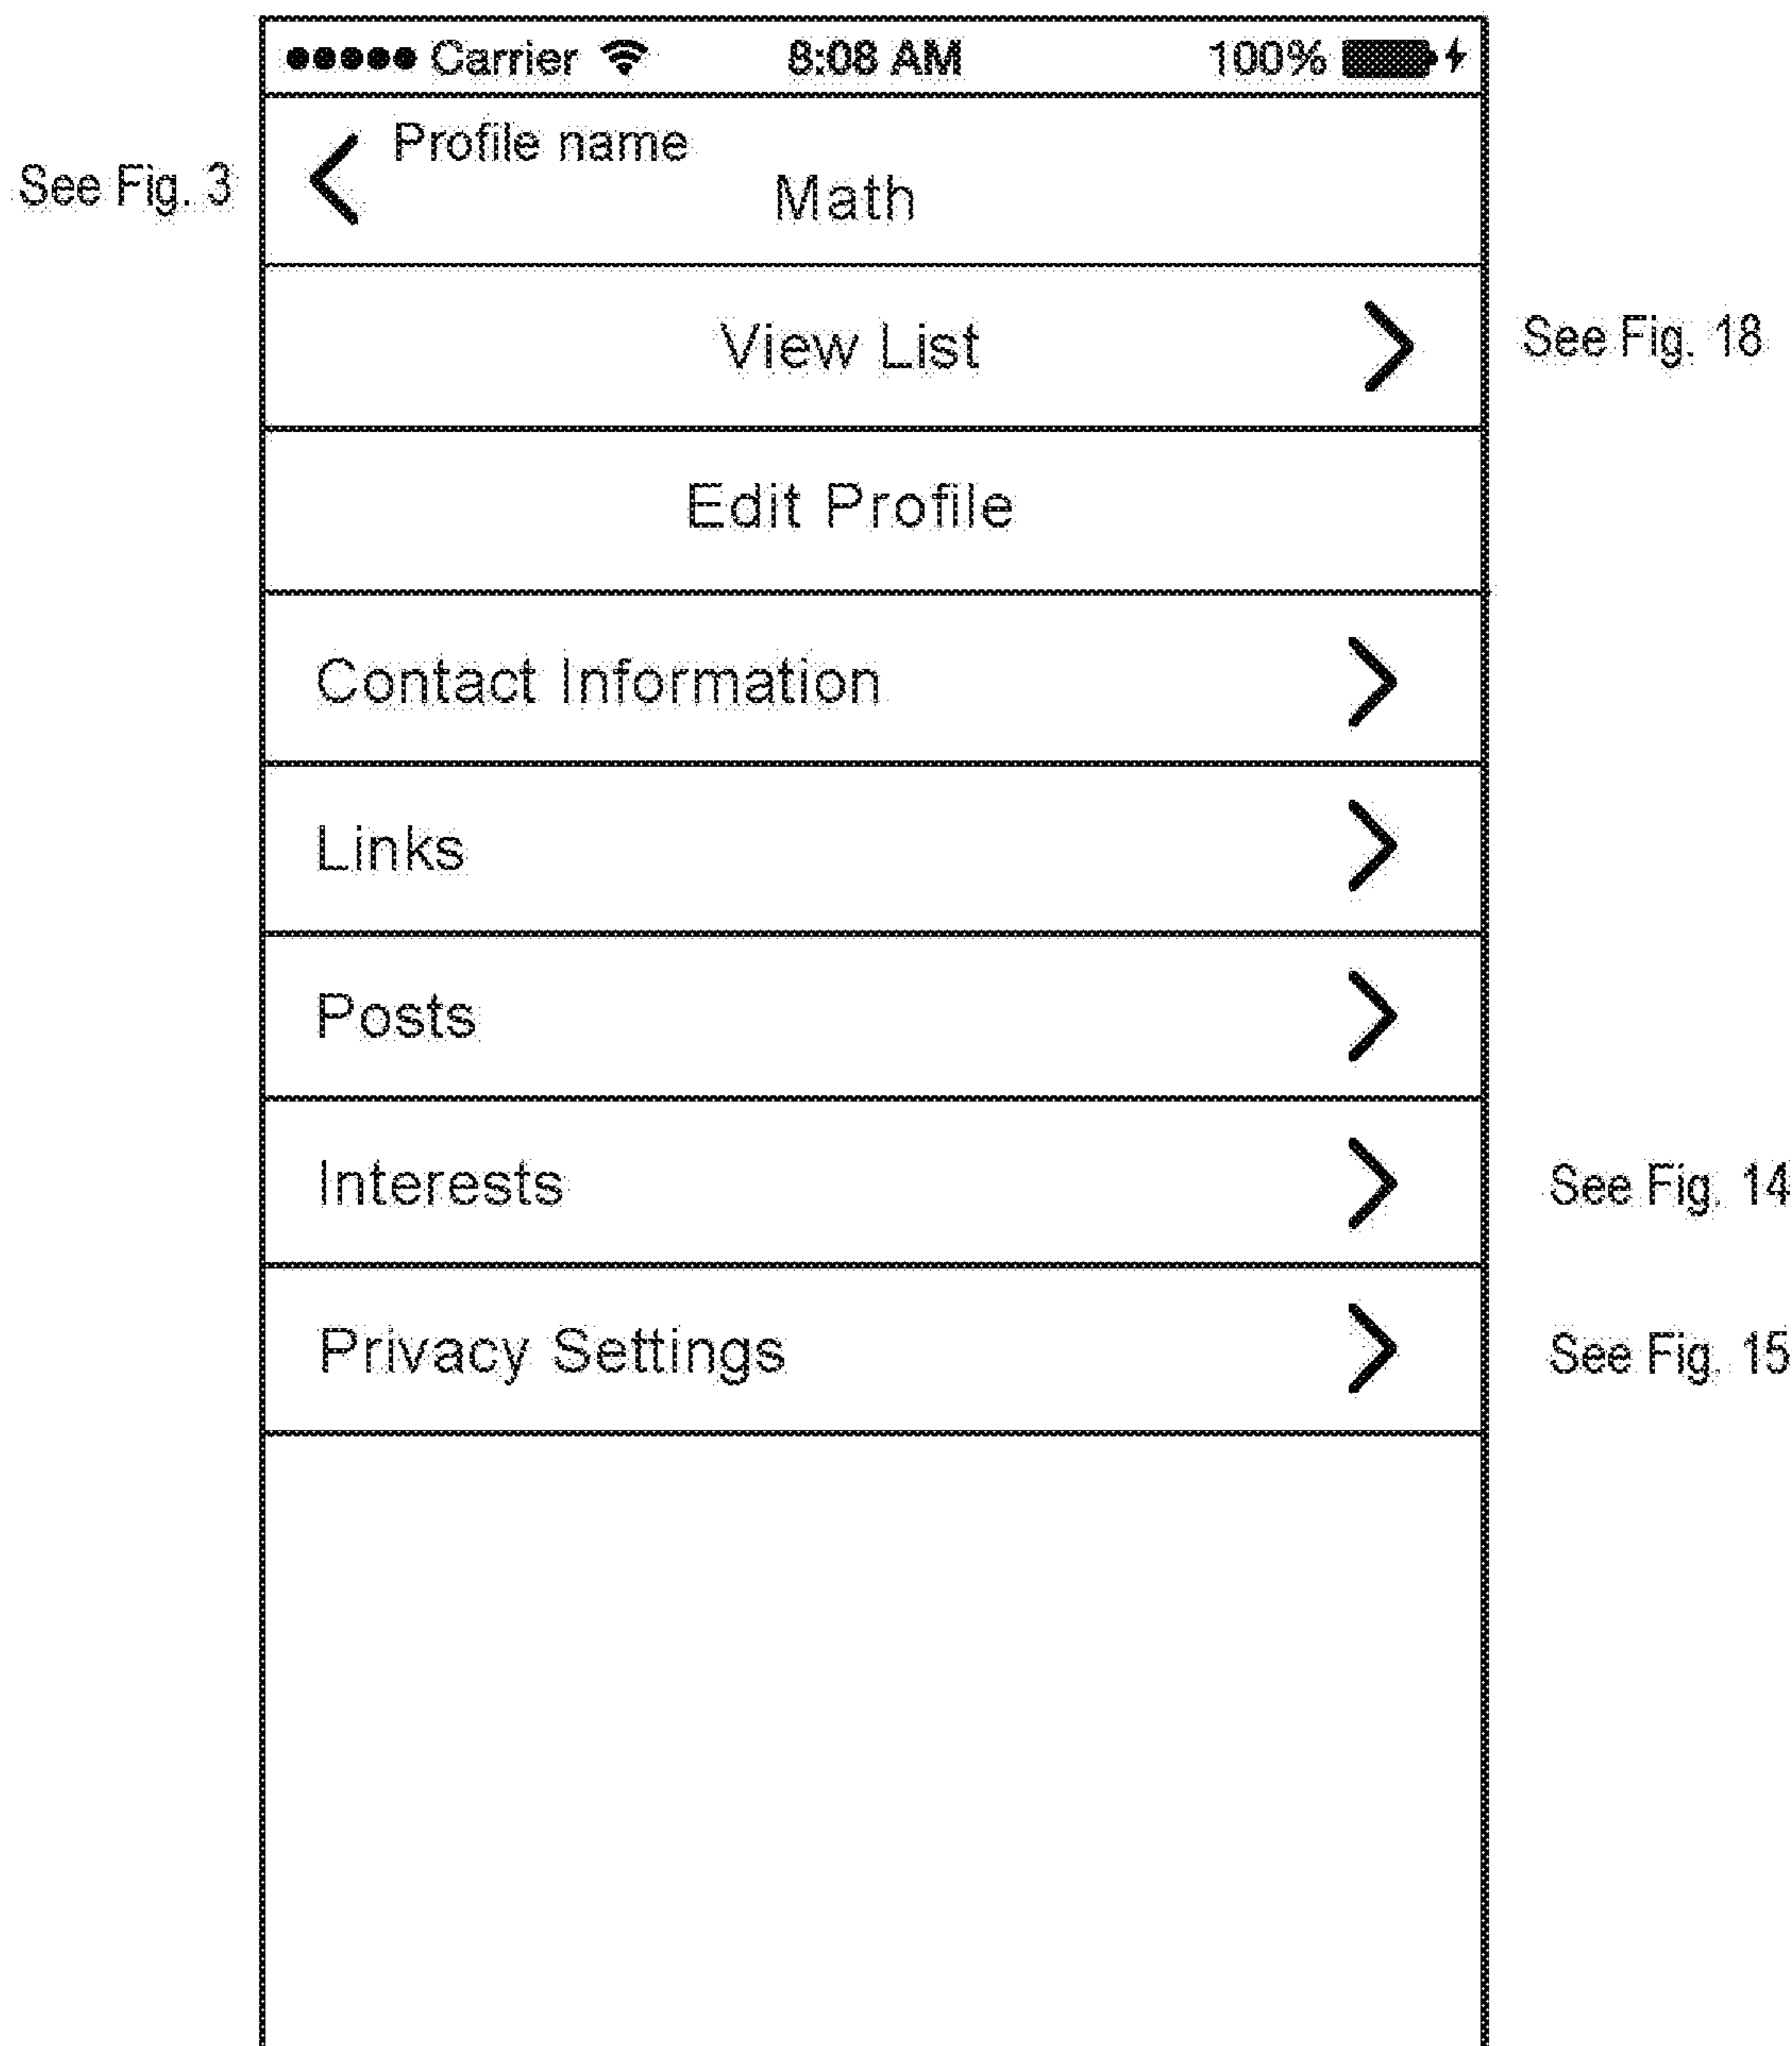 Carrier 8:08 AM 100%
Profile name
See Fig. 3
Math
View List See Fig. 18
Edit Profile
Contact Information
Links
Posts
Interests See Fig. 14
Privacy Settings See Fig. 15